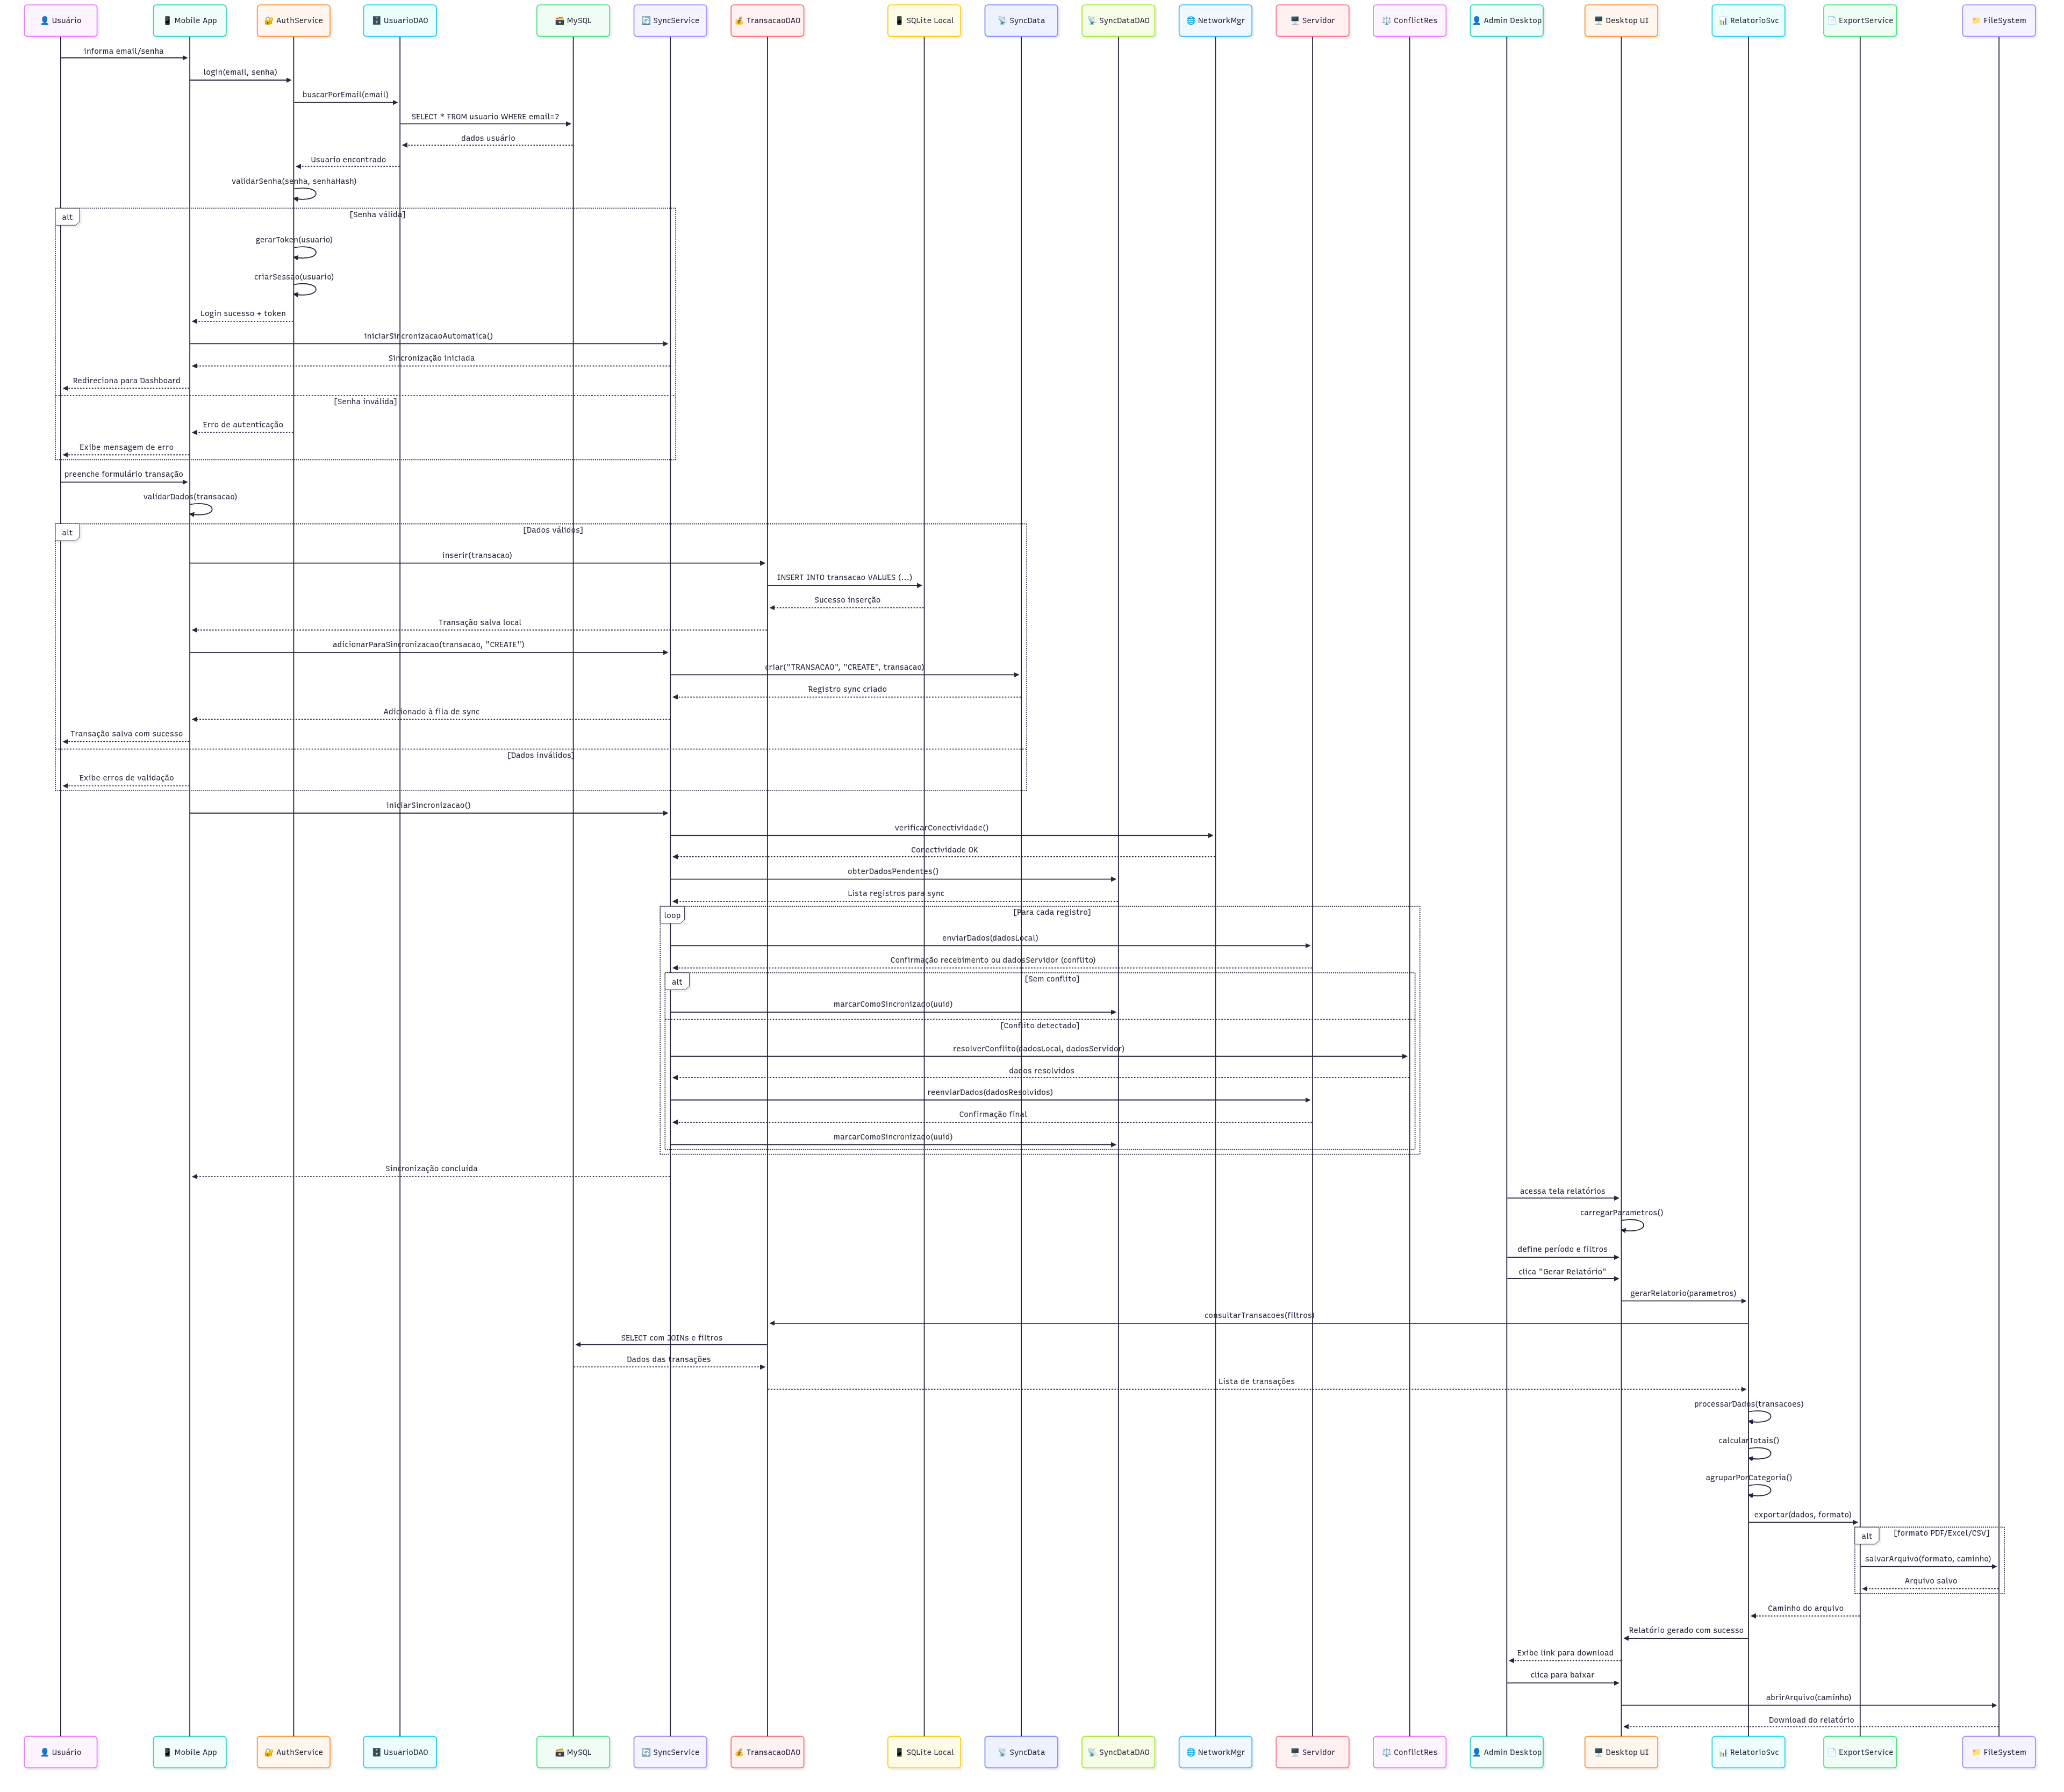 👤 Usuário
📱 Mobile App
🔐 AuthService
🗄️ UsuarioDAO
🗃️ MySQL
🔄 SyncService
💰 TransacaoDAO
📱 SQLite Local
📡 SyncData
📡 SyncDataDAO
🌐 NetworkMgr
🖥️ Servidor
⚖️ ConflictRes
👤 Admin Desktop
🖥️ Desktop UI
📊 RelatorioSvc
📄 ExportService
📁 FileSystem
informa email/senha
login(email, senha)
buscarPorEmail(email)
SELECT * FROM usuario WHERE email=?
dados usuário
Usuario encontrado
validarSenha(senha, senhaHash)
alt
[Senha válida]
gerarToken(usuario)
criarSessao(usuario)
Login sucesso + token
iniciarSincronizacaoAutomatica()
Sincronização iniciada
Redireciona para Dashboard
[Senha inválida]
Erro de autenticação
Exibe mensagem de erro
preenche formulário transação
validarDados(transacao)
alt
[Dados válidos]
inserir(transacao)
INSERT INTO transacao VALUES (...)
Sucesso inserção
Transação salva local
adicionarParaSincronizacao(transacao, "CREATE")
criar("TRANSACAO", "CREATE", transacao)
Registro sync criado
Adicionado à fila de sync
Transação salva com sucesso
[Dados inválidos]
Exibe erros de validação
iniciarSincronizacao()
verificarConectividade()
Conectividade OK
obterDadosPendentes()
Lista registros para sync
loop
[Para cada registro]
enviarDados(dadosLocal)
Confirmação recebimento ou dadosServidor (conflito)
alt
[Sem conflito]
marcarComoSincronizado(uuid)
[Conflito detectado]
resolverConflito(dadosLocal, dadosServidor)
dados resolvidos
reenviarDados(dadosResolvidos)
Confirmação final
marcarComoSincronizado(uuid)
Sincronização concluída
acessa tela relatórios
carregarParametros()
define período e filtros
clica "Gerar Relatório"
gerarRelatorio(parametros)
consultarTransacoes(filtros)
SELECT com JOINs e filtros
Dados das transações
Lista de transações
processarDados(transacoes)
calcularTotais()
agruparPorCategoria()
exportar(dados, formato)
alt
[formato PDF/Excel/CSV]
salvarArquivo(formato, caminho)
Arquivo salvo
Caminho do arquivo
Relatório gerado com sucesso
Exibe link para download
clica para baixar
abrirArquivo(caminho)
Download do relatório
👤 Usuário
📱 Mobile App
🔐 AuthService
🗄️ UsuarioDAO
🗃️ MySQL
🔄 SyncService
💰 TransacaoDAO
📱 SQLite Local
📡 SyncData
📡 SyncDataDAO
🌐 NetworkMgr
🖥️ Servidor
⚖️ ConflictRes
👤 Admin Desktop
🖥️ Desktop UI
📊 RelatorioSvc
📄 ExportService
📁 FileSystem